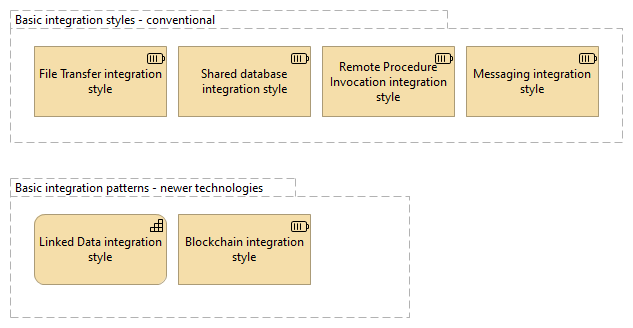 Basic integration styles - conventional
File Transfer integration
style
Shared database
integration style
Remote Procedure
Invocation integration
style
Messaging integration
style
Basic integration patterns - newer technologies
Linked Data integration
style
Blockchain integration
style